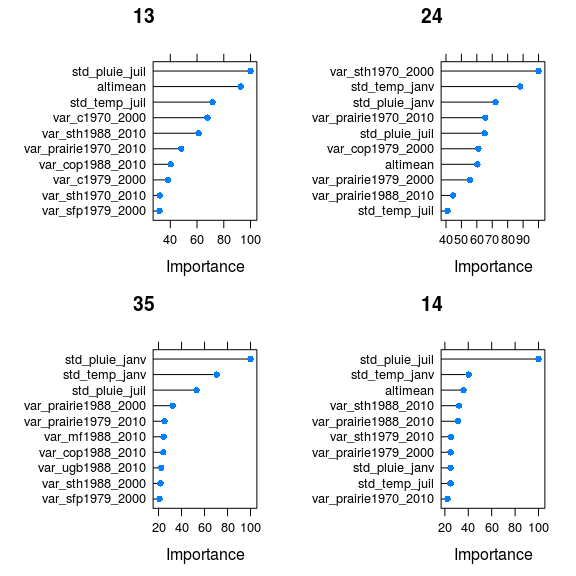 13
std_pluie_juil
altimean
std_temp_juil
var_c1970_2000
var_sth1988_2010
var_prairie1970_2010
var_cop1988_2010
var_c1979_2000
var_sth1970_2010
var_sfp1979_2000
40 60 80 100
Importance
24
var_sth1970_2000
std_temp_janv
std_pluie_janv
var_prairie1970_2010
std_pluie_juil
var_cop1979_2000
altimean
var_prairie1979_2000
var_prairie1988_2010
std_temp_juil
40 50 60 70 80 90
Importance
35
std_pluie_janv
std_temp_janv
std_pluie_juil
var_prairie1988_2000
var_prairie1979_2010
var_mf1988_2010
var_cop1988_2010
var_ugb1988_2010
var_sth1988_2000
var_sfp1979_2000
20 40 60 80 100
Importance
14
std_pluie_juil
std_temp_janv
altimean
var_sth1988_2010
var_prairie1988_2010
var_sth1979_2010
var_prairie1979_2000
std_pluie_janv
std_temp_juil
var_prairie1970_2010
20 40 60 80 100
Importance